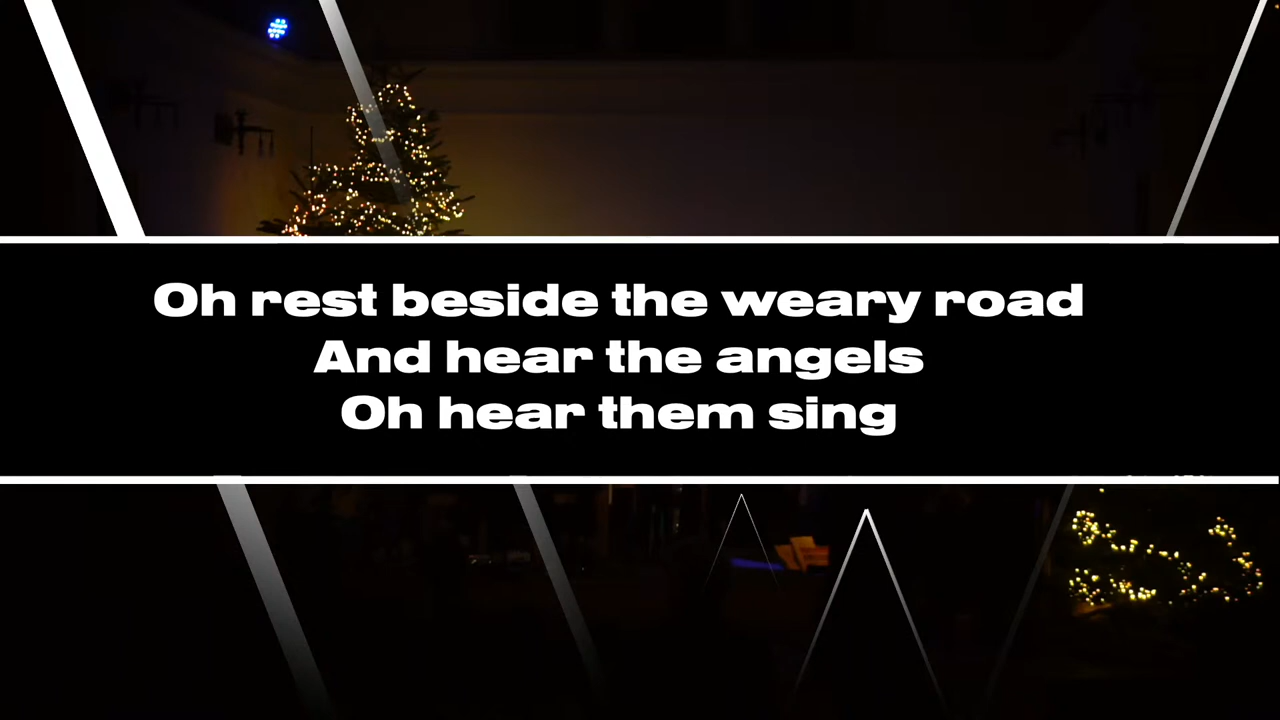 Oh rest beside the weary road
And hear the angels
Oh hear them sing